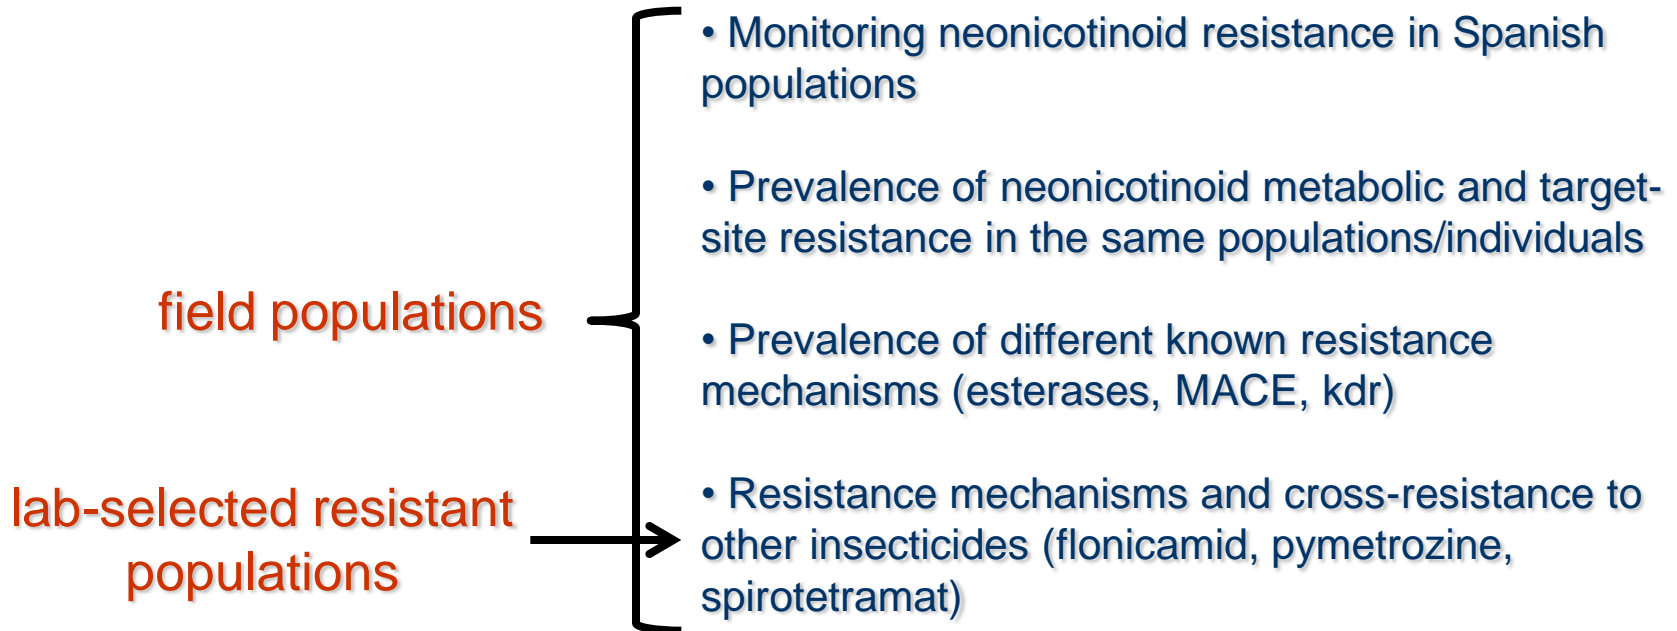 • Monitoring neonicotinoid resistance in Spanish
populations
• Prevalence of neonicotinoid metabolic and target-
site resistance in the same populations/individuals
field populations
• Prevalence of different known resistance
mechanisms (esterases, MACE, kdr)
lab-selected resistant
populations
• Resistance mechanisms and cross-resistance to
other insecticides (flonicamid, pymetrozine,
spirotetramat)